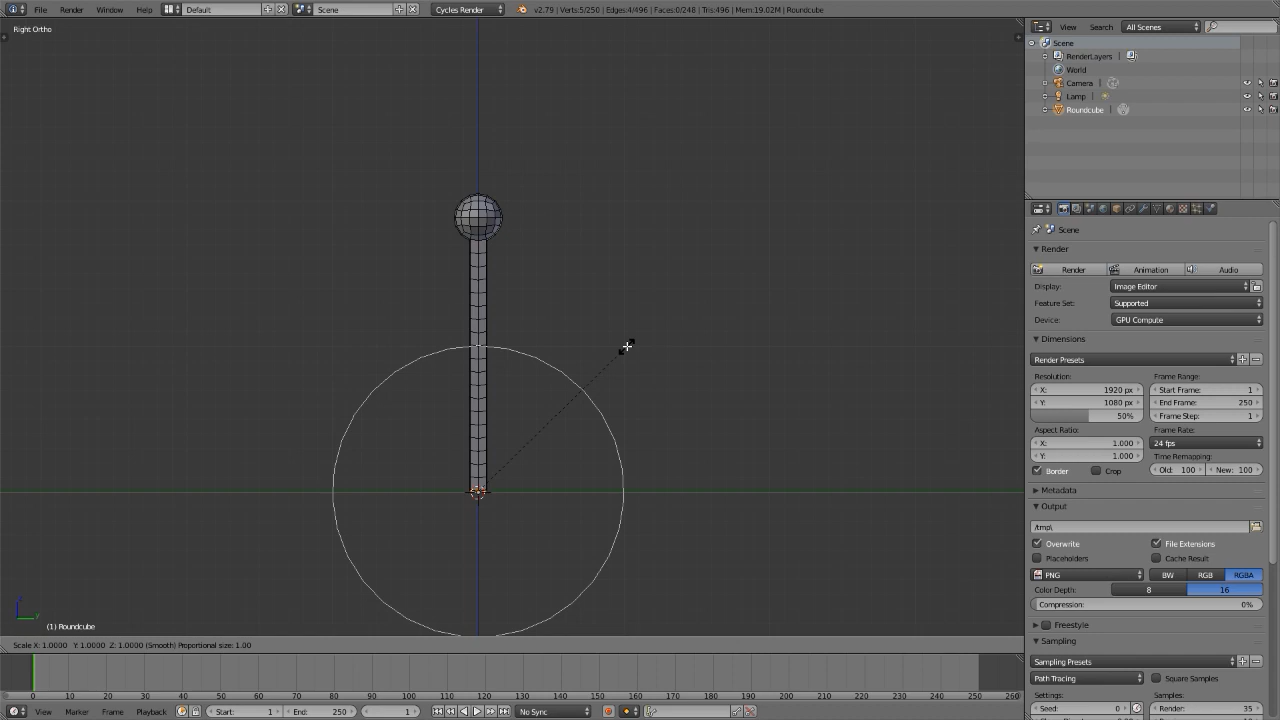 File Render Window Help Default Scene Cycles Render v2.79 | Verts:5/250 | Edges:4/496 | Faces:0/248 | Tris:496 | Mem:19.02M | Roundcube
View Search All Scenes
Right Ortho
Scene
RenderLayers
World
Camera
Lamp
Roundcube
Scene
Render
Render Animation Audio
Display: Image Editor
Feature Set: Supported
Device: GPU Compute
Dimensions
Render Presets
Resolution: Frame Range:
X: 1920 px Start Frame: 1
Y: 1080 px End Frame: 250
50% Frame Step: 1
Aspect Ratio: Frame Rate:
X: 1.000 24 fps
Y: 1.000 Time Remapping:
Border Crop Old: 100 New: 100
Metadata
Output
/tmp\
Overwrite File Extensions
Placeholders Cache Result
PNG BW RGB RGBA
Color Depth: 8 16
Compression: 0%
Freestyle
Sampling
Sampling Presets
Path Tracing Square Samples
Settings: Samples:
Seed: 0 Render: 35
z
y
(1) Roundcube
Scale X: 1.0000 Y: 1.0000 Z: 1.0000 (Smooth) Proportional size: 1.00
0 10 20 30 40 50 60 70 80 90 100 110 120 130 140 150 160 170 180 190 200 210 220 230 240 250 260
View Marker Frame Playback Start: 1 End: 250 1 No Sync